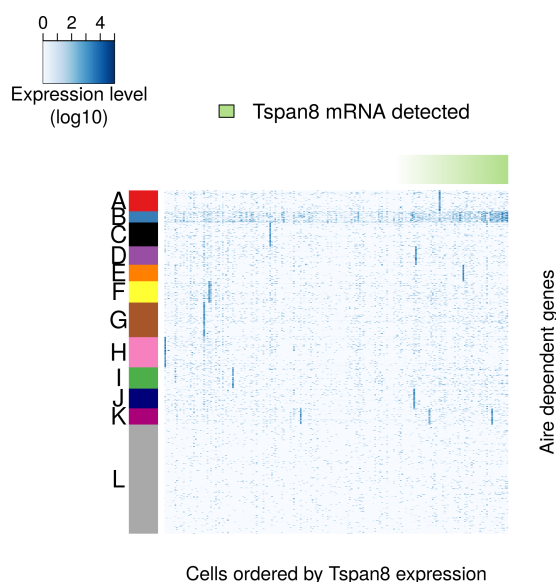 0 2 4
Expression level
(log10)
Tspan8 mRNA detected
A
B
C
D
E
F
G
H
I
J
K
L
Aire dependent genes
Cells ordered by Tspan8 expression